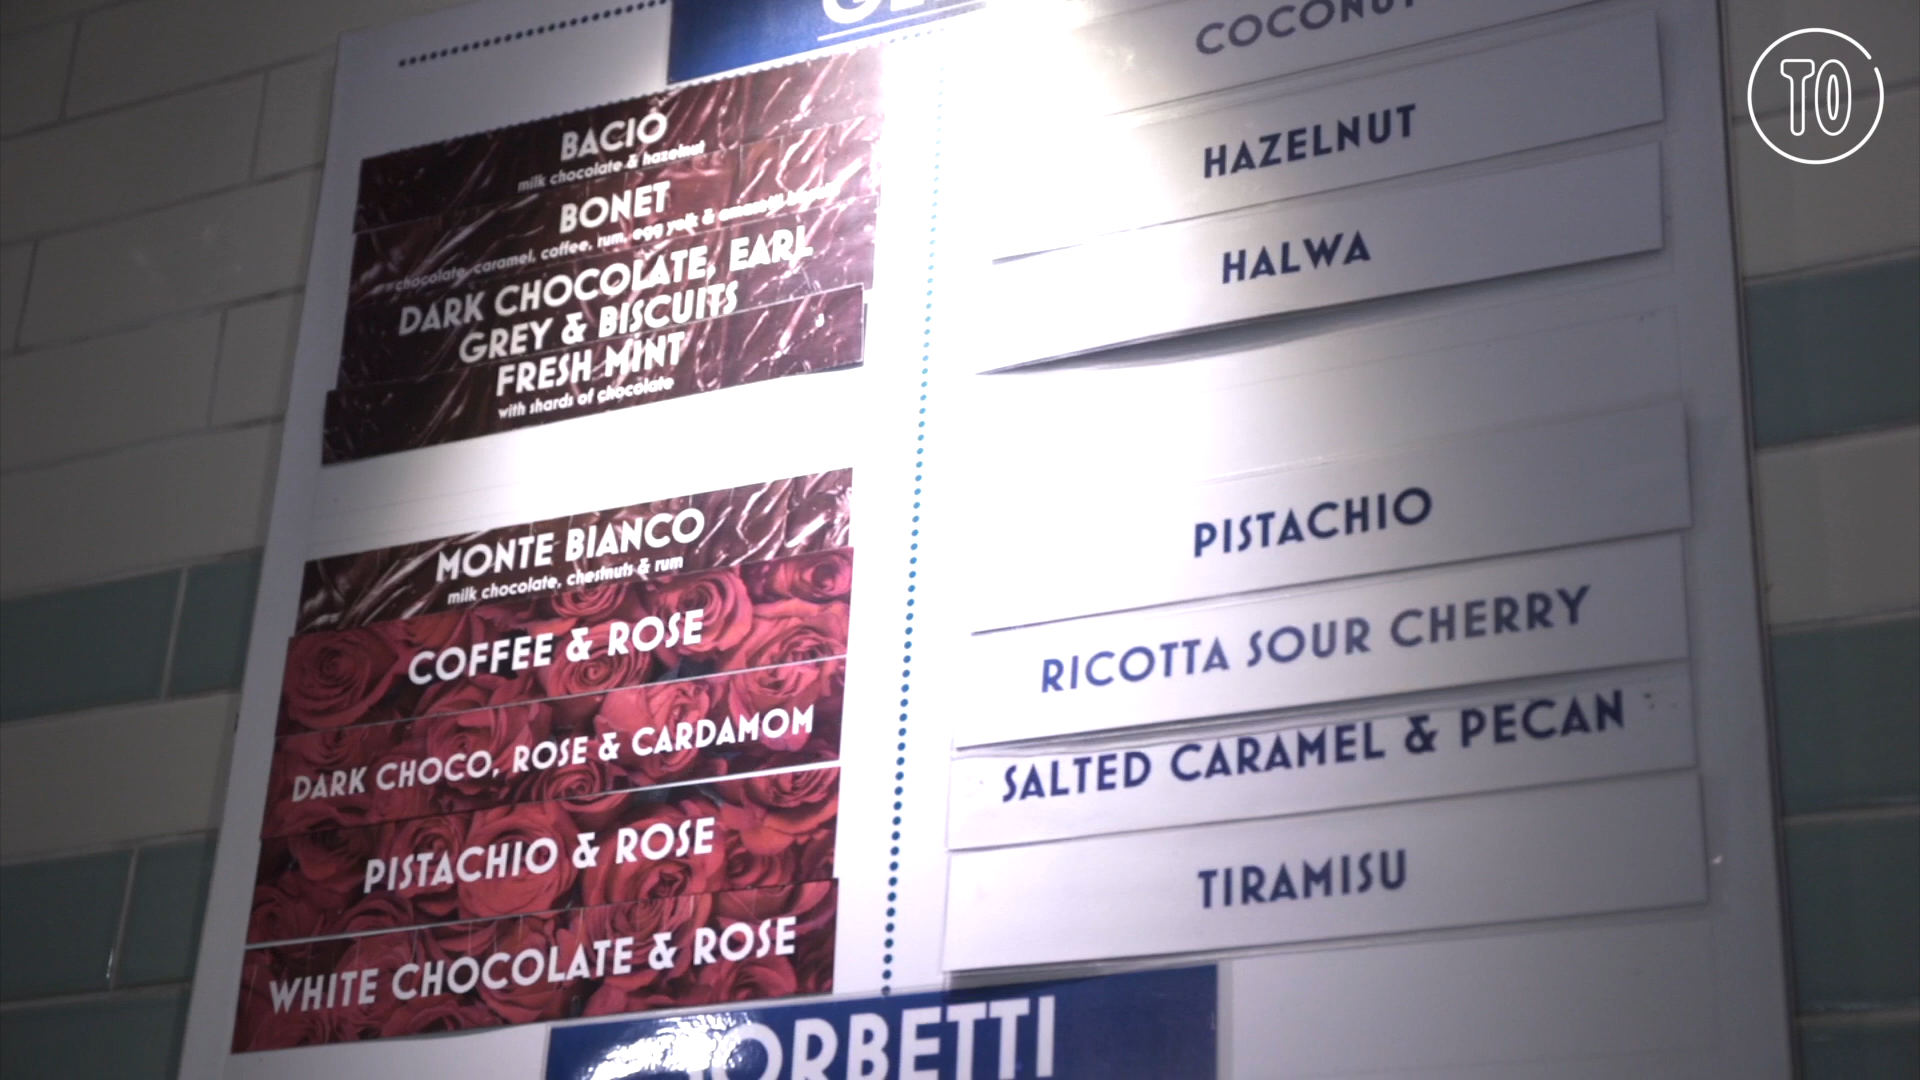 BACIO
milk chocolate & hazelnut
BONET
chocolate, caramel, coffee, rum, egg yolk &
DARK CHOCOLATE, EARL
GREY & BISCUITS
FRESH MINT
with shards of chocolate
MONTE BIANCO
milk chocolate, chestnuts & rum
COFFEE & ROSE
DARK CHOCO, ROSE & CARDAMOM
PISTACHIO & ROSE
WHITE CHOCOLATE & ROSE
COCONUT
HAZELNUT
HALWA
PISTACHIO
RICOTTA SOUR CHERRY
SALTED CARAMEL & PECAN
TIRAMISU
SORBETTI
TO